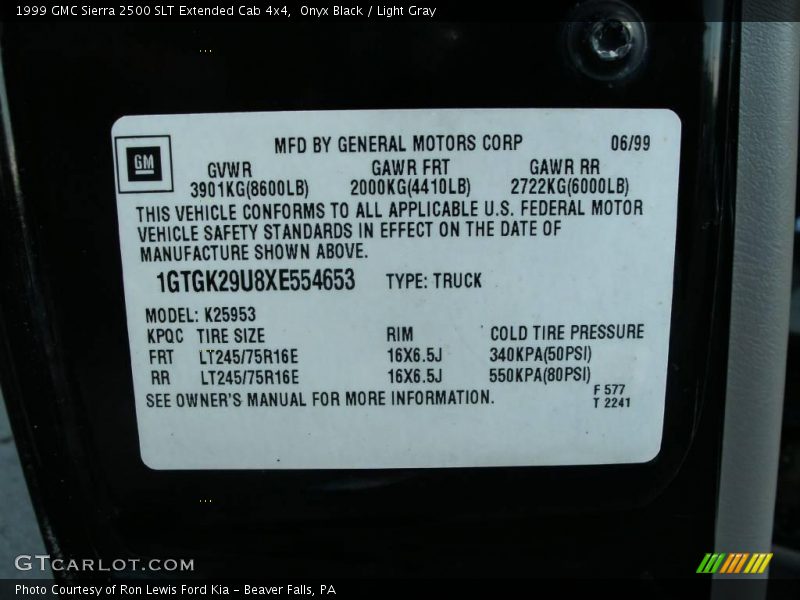 1999 GMC Sierra 2500 SLT Extended Cab 4x4,  Onyx Black / Light Gray
MFD BY GENERAL MOTORS CORP 06/99
GM
GVWR GAWR FRT GAWR RR
3901KG(8600LB) 2000KG(4410LB) 2722KG(6000LB)
THIS VEHICLE CONFORMS TO ALL APPLICABLE U.S. FEDERAL MOTOR
VEHICLE SAFETY STANDARDS IN EFFECT ON THE DATE OF
MANUFACTURE SHOWN ABOVE.
1GTGK29U8XE554653 TYPE: TRUCK
MODEL: K25953
KPQC TIRE SIZE RIM COLD TIRE PRESSURE
FRT LT245/75R16E 16X6.5J 340KPA(50PSI)
RR LT245/75R16E 16X6.5J 550KPA(80PSI)
SEE OWNER'S MANUAL FOR MORE INFORMATION.
F 577
T 2241
GTCARLOT.COM
Photo Courtesy of Ron Lewis Ford Kia – Beaver Falls, PA